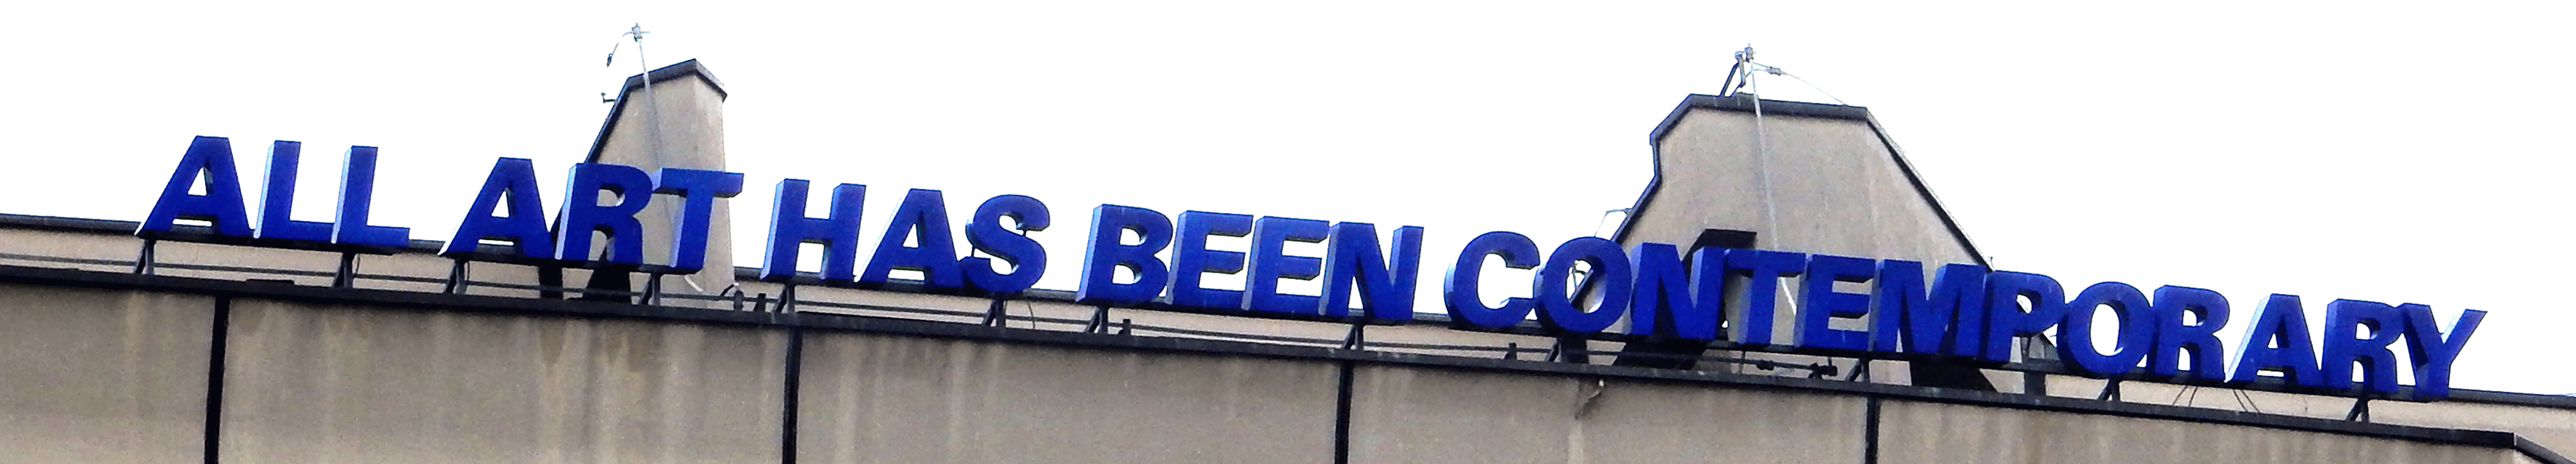 ALL ART HAS BEEN CONTEMPORARY